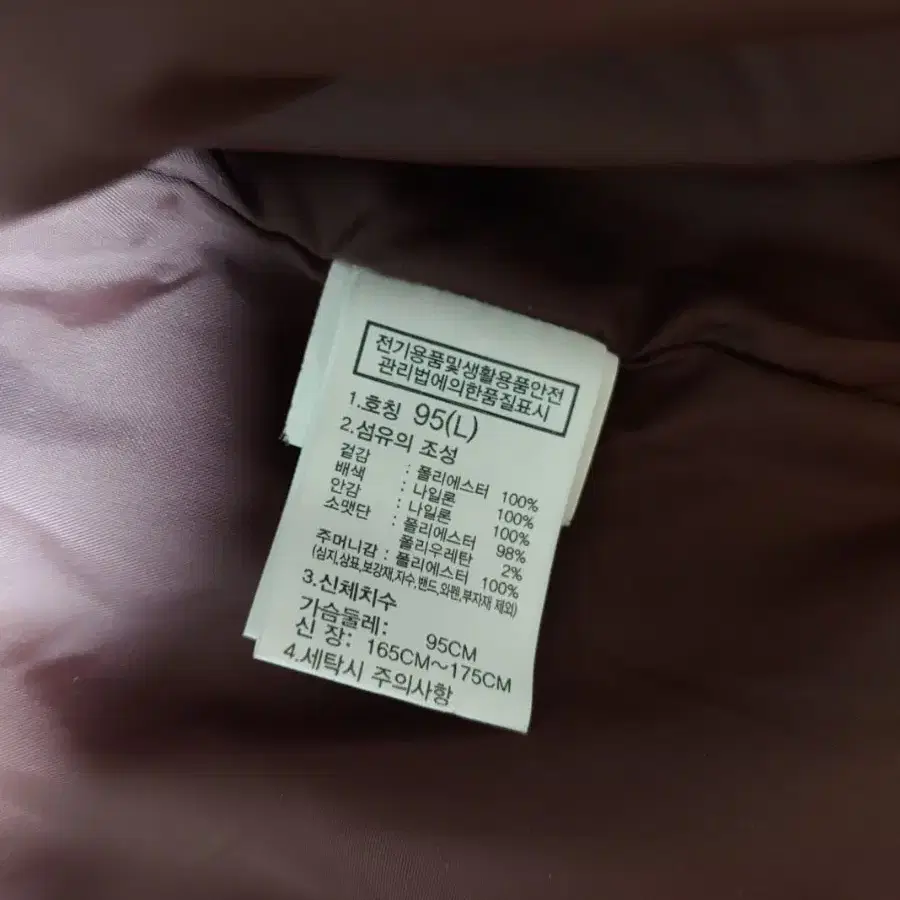 전기용품및생활용품안전
관리법에의한품질표시
1.호칭 95(L)
2.섬유의 조성
겉감 : 폴리에스터 100%
배색 : 나일론 100%
안감 : 나일론 100%
소맷단 : 폴리에스터 98%
폴리우레탄 2%
주머니감 : 폴리에스터 100%
(심지,상표,보강재,자수,밴드,와펜,부자재 제외)
3.신체치수
가슴둘레: 95CM
신 장: 165CM~175CM
4.세탁시 주의사항